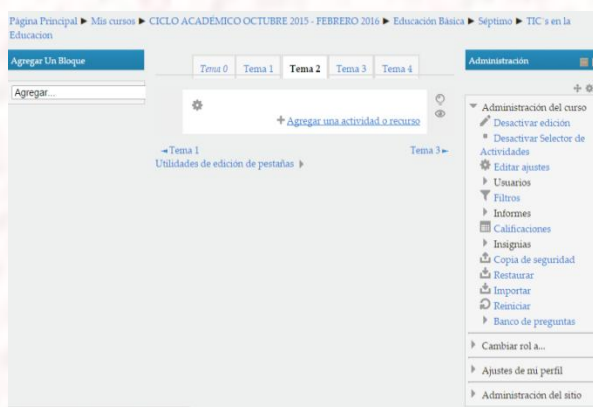 Página Principal ► Mis cursos ► CICLO ACADÉMICO OCTUBRE 2015 - FEBRERO 2016 ► Educación Básica ► Séptimo ► TIC´s en la
Educacion
Agregar Un Bloque
Agregar...
Tema 0 Tema 1 Tema 2 Tema 3 Tema 4
Agregar una actividad o recurso
◄Tema 1
Tema 3►
Utilidades de edición de pestañas
Administración
Administración del curso
Desactivar edición
Desactivar Selector de
Actividades
Editar ajustes
Usuarios
Filtros
Informes
Calificaciones
Insignias
Copia de seguridad
Restaurar
Importar
Reiniciar
Banco de preguntas
Cambiar rol a...
Ajustes de mi perfil
Administración del sitio